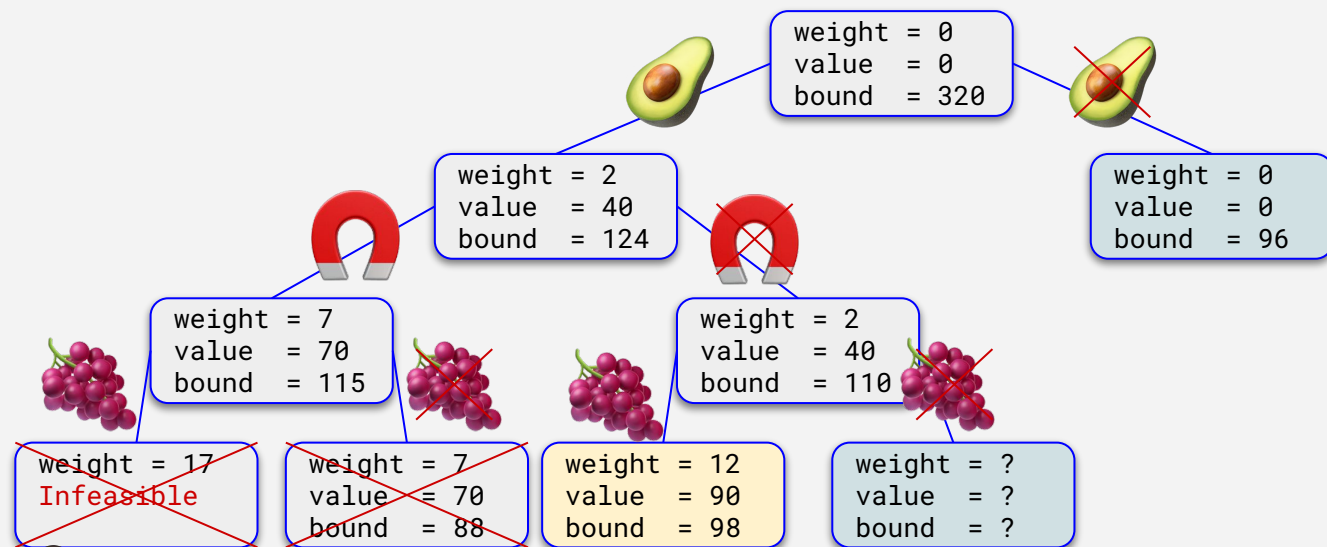 weight = 0
value  = 0
bound  = 320
weight = 2
value  = 40
bound  = 124
weight = 0
value  = 0
bound  = 96
weight = 7
value  = 70
bound  = 115
weight = 2
value  = 40
bound  = 110
weight = 17
Infeasible
weight = 7
value  = 70
bound  = 88
weight = 12
value  = 90
bound  = 98
weight = ?
value  = ?
bound  = ?